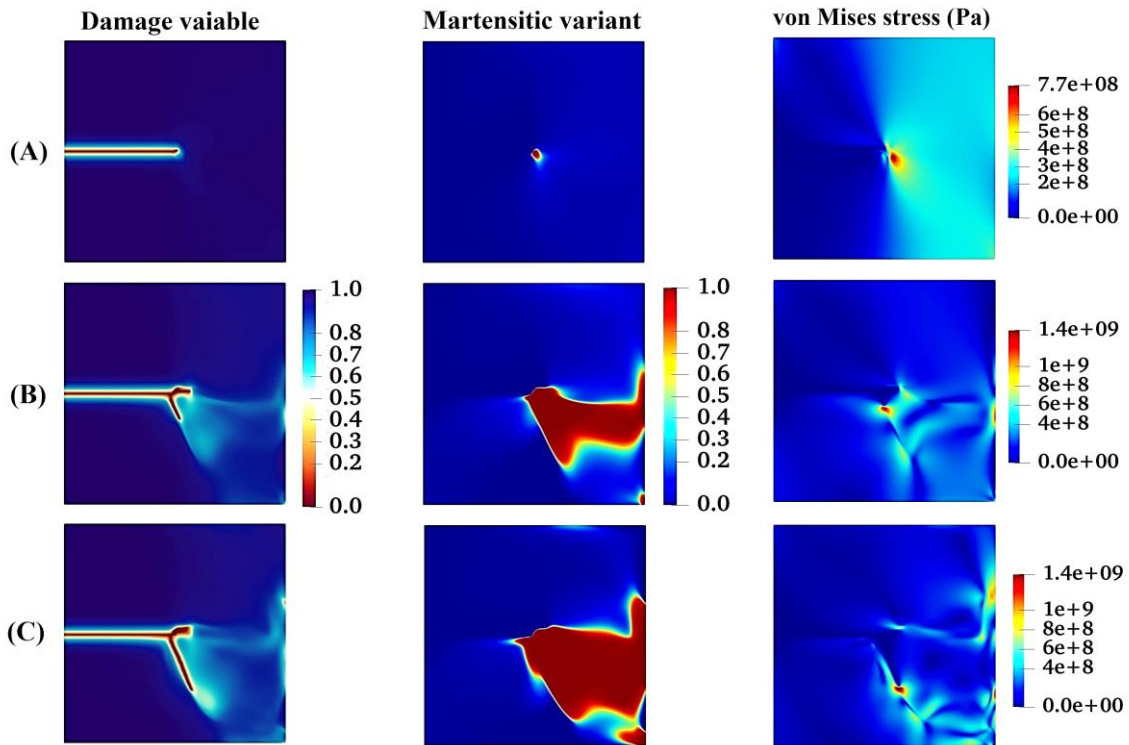 Damage vaiable
Martensitic variant
von Mises stress (Pa)
(A)
7.7e+08
6e+8
5e+8
4e+8
3e+8
2e+8
0.0e+00
(B)
1.0
0.8
0.7
0.6
0.5
0.4
0.3
0.2
0.0
1.0
0.8
0.7
0.6
0.5
0.4
0.3
0.2
0.0
1.4e+09
1e+9
8e+8
6e+8
4e+8
0.0e+00
(C)
1.4e+09
1e+9
8e+8
6e+8
4e+8
0.0e+00